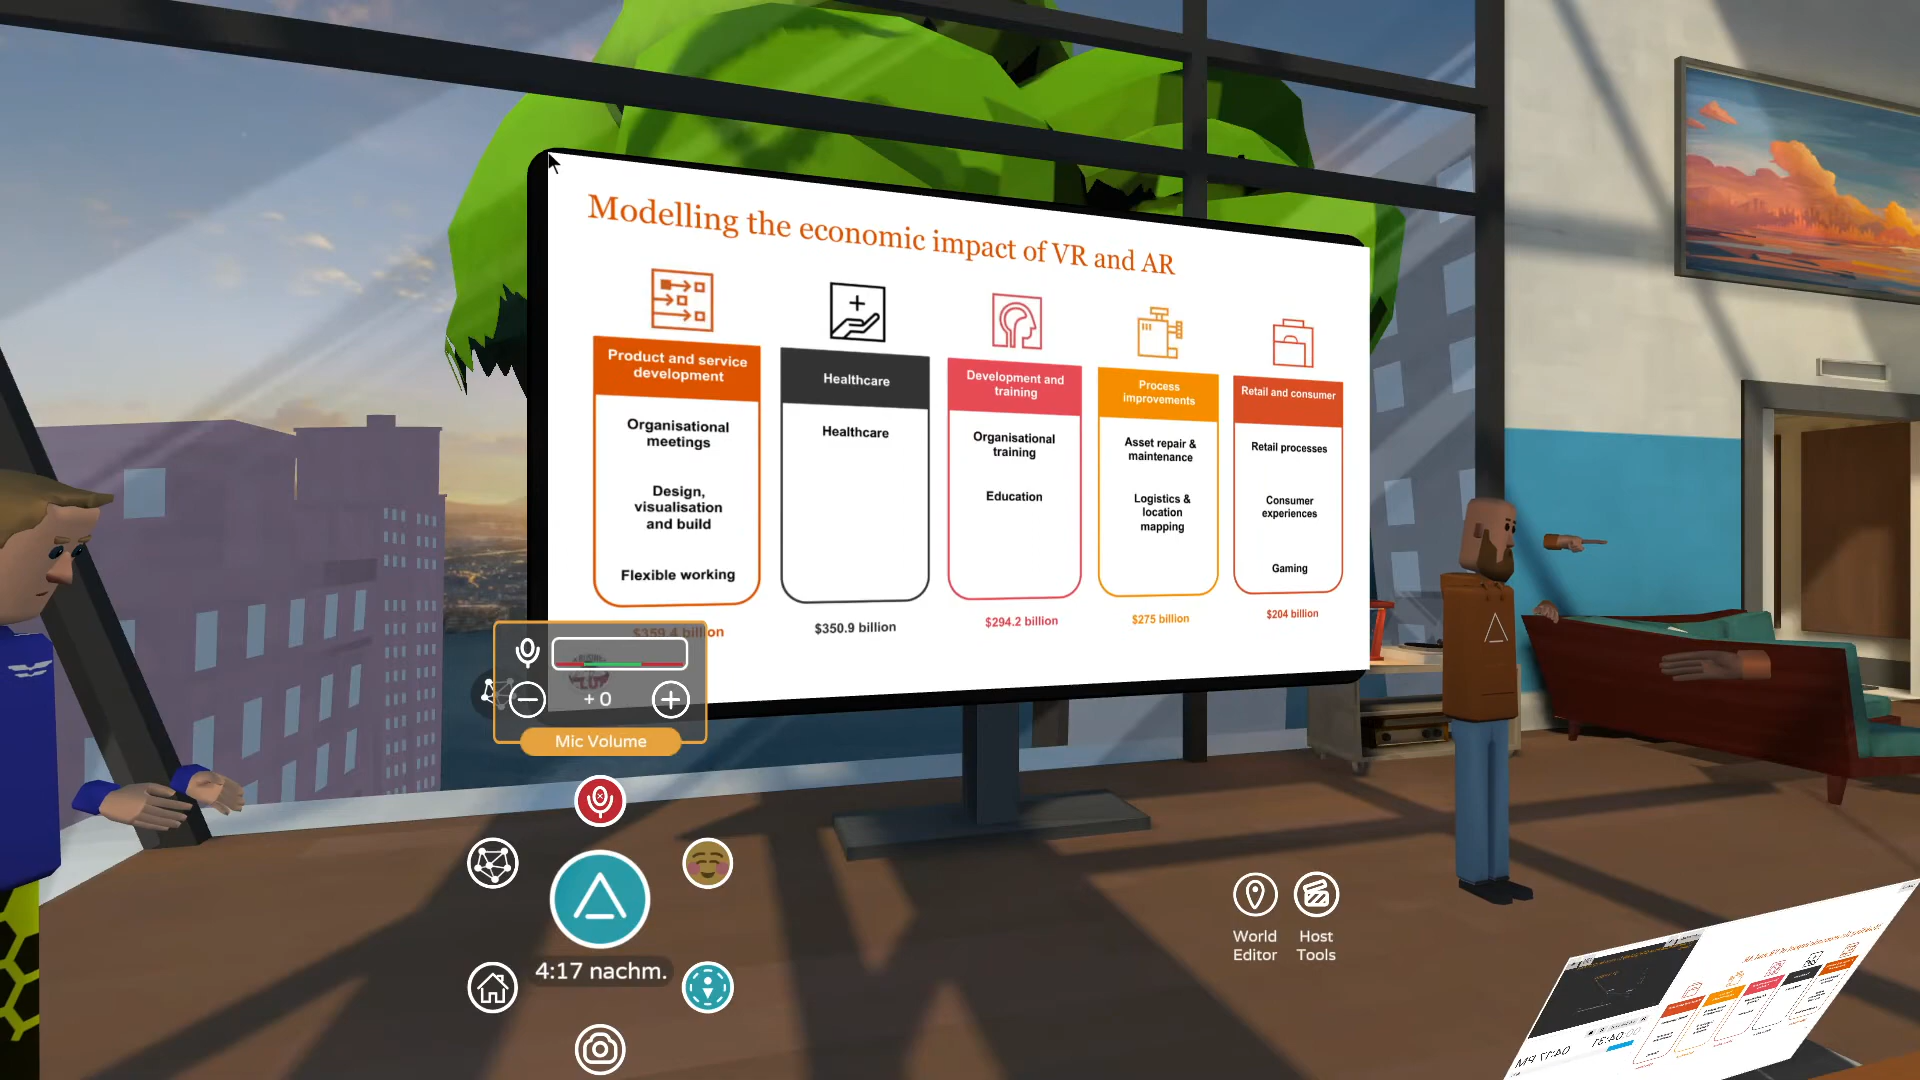 Modelling the economic impact of VR and AR
Product and service
development
Organisational
meetings
Design,
visualisation
and build
Flexible working
$359.4 billion
Healthcare
Healthcare
$350.9 billion
Development and
training
Organisational
training
Education
$294.2 billion
Process
improvements
Asset repair &
maintenance
Logistics &
location
mapping
$275 billion
Retail and consumer
Retail processes
Consumer
experiences
Gaming
$204 billion
+ 0
Mic Volume
4:17 nachm.
World
Editor
Host
Tools